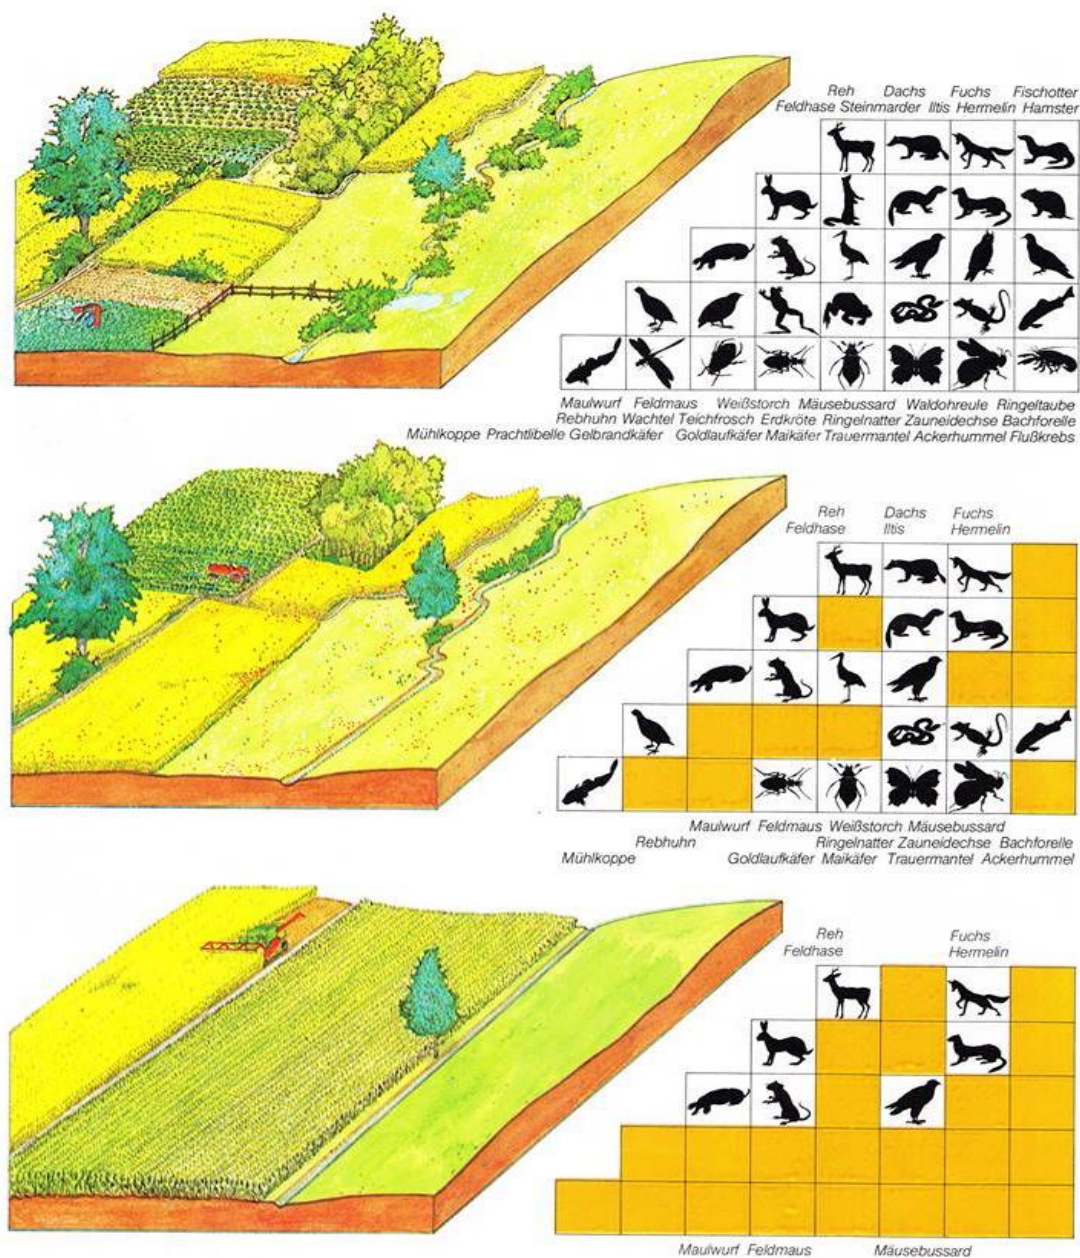 Reh Dachs Fuchs Fischotter
Feldhase Steinmarder Iltis Hermelin Hamster
Maulwurf Feldmaus Weißstorch Mäusebussard Waldohreule Ringeltaube
Rebhuhn Wachtel Teichfrosch Erdkröte Ringelnatter Zauneidechse Bachforelle
Mühlkoppe Prachtlibelle Gelbrandkäfer Goldlaufkäfer Maikäfer Trauermantel Ackerhummel Flußkrebs
Reh Dachs Fuchs
Feldhase Iltis Hermelin
Maulwurf Feldmaus Weißstorch Mäusebussard
Rebhuhn Ringelnatter Zauneidechse Bachforelle
Mühlkoppe Goldlaufkäfer Maikäfer Trauermantel Ackerhummel
Reh Fuchs
Feldhase Hermelin
Maulwurf Feldmaus Mäusebussard